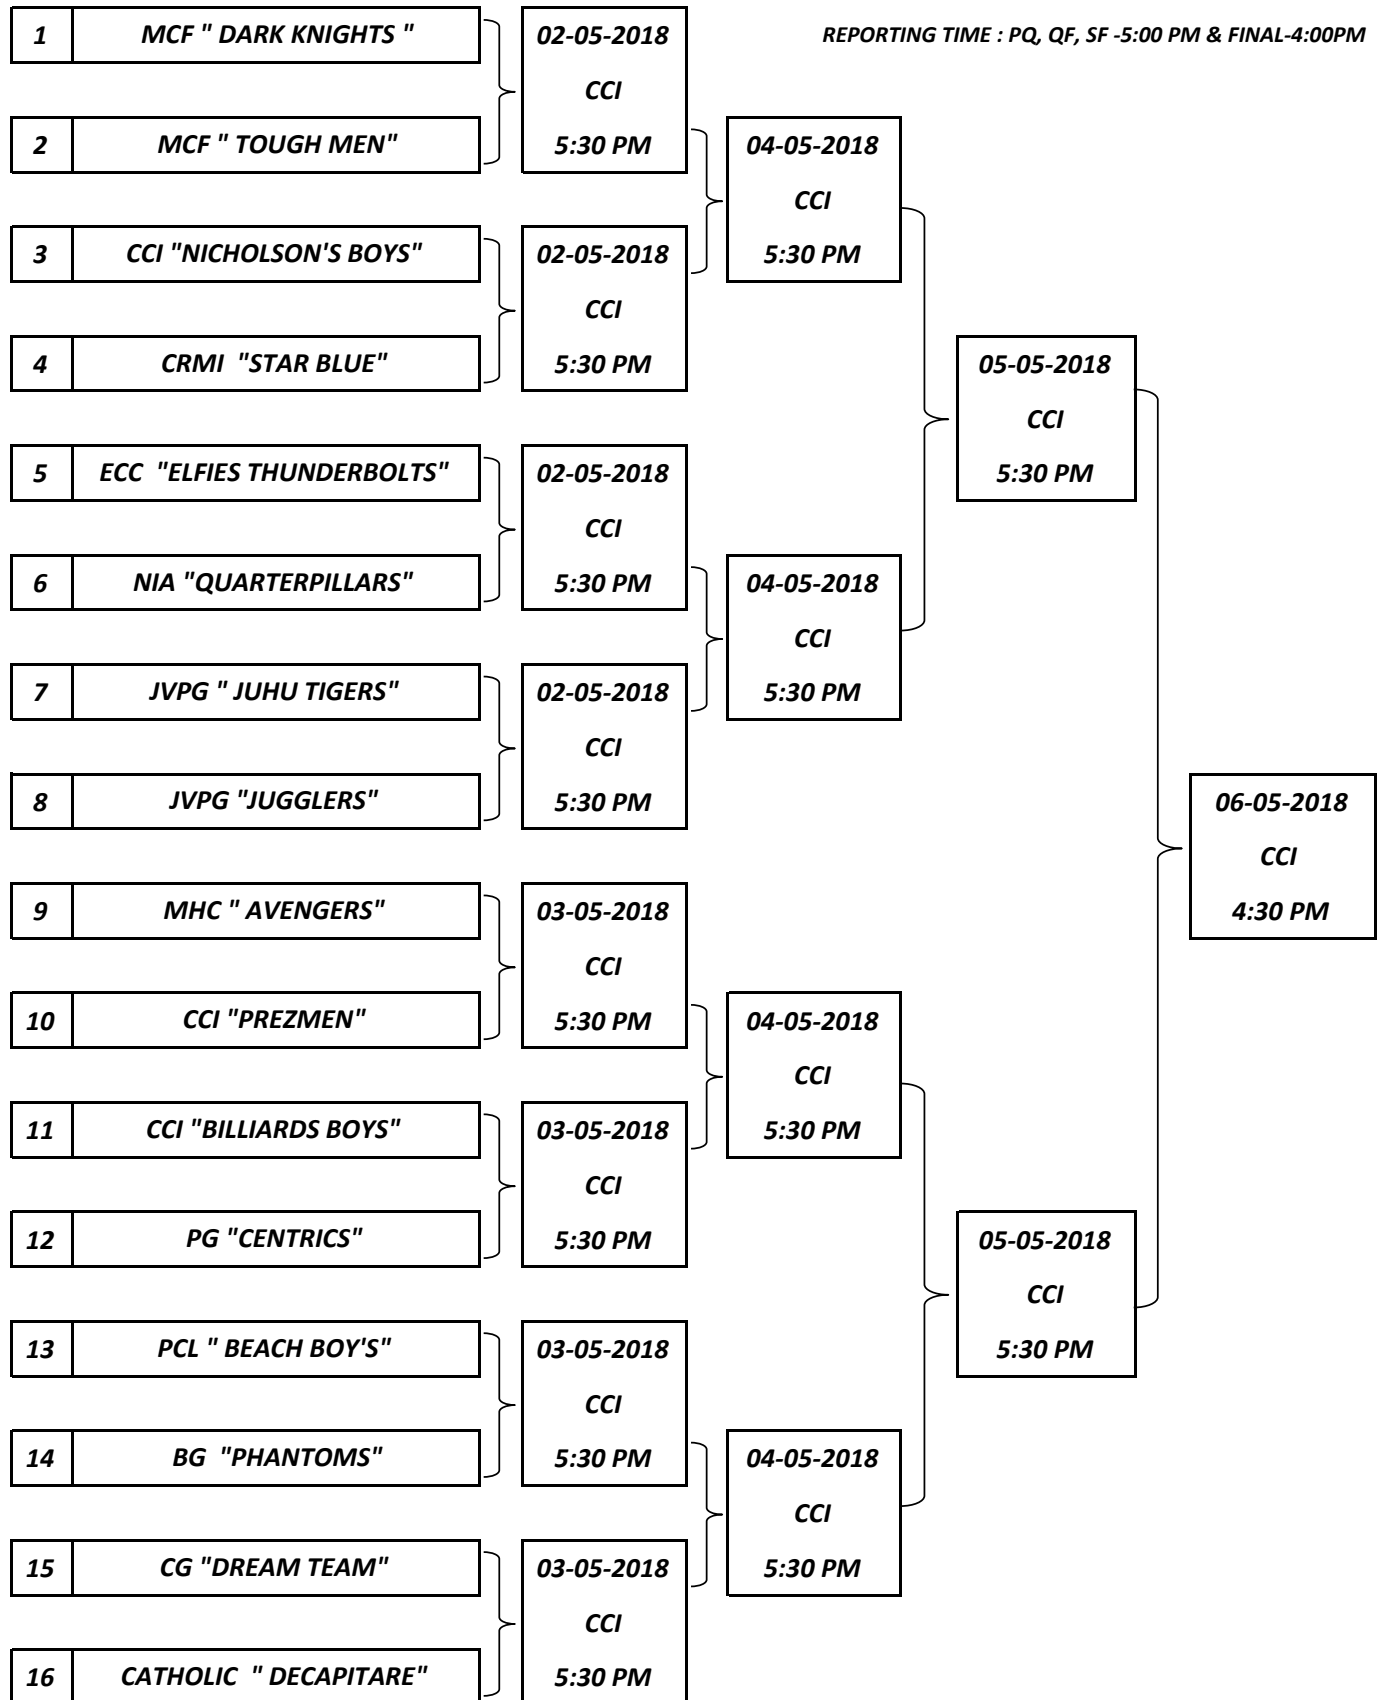 1 MCF " DARK KNIGHTS " 02-05-2018 REPORTING TIME : PQ, QF, SF -5:00 PM & FINAL-4:00PM
CCI
2 MCF " TOUGH MEN" 5:30 PM 04-05-2018
CCI
3 CCI "NICHOLSON'S BOYS" 02-05-2018 5:30 PM
CCI
4 CRMI "STAR BLUE" 5:30 PM 05-05-2018
CCI
5 ECC "ELFIES THUNDERBOLTS" 02-05-2018 5:30 PM
CCI
6 NIA "QUARTERPILLARS" 5:30 PM 04-05-2018
CCI
7 JVPG " JUHU TIGERS" 02-05-2018 5:30 PM
CCI
8 JVPG "JUGGLERS" 5:30 PM 06-05-2018
CCI
9 MHC " AVENGERS" 03-05-2018 4:30 PM
CCI
10 CCI "PREZMEN" 5:30 PM 04-05-2018
CCI
11 CCI "BILLIARDS BOYS" 03-05-2018 5:30 PM
CCI
12 PG "CENTRICS" 5:30 PM 05-05-2018
CCI
13 PCL " BEACH BOY'S" 03-05-2018 5:30 PM
CCI
14 BG "PHANTOMS" 5:30 PM 04-05-2018
CCI
15 CG "DREAM TEAM" 03-05-2018 5:30 PM
CCI
16 CATHOLIC " DECAPITARE" 5:30 PM